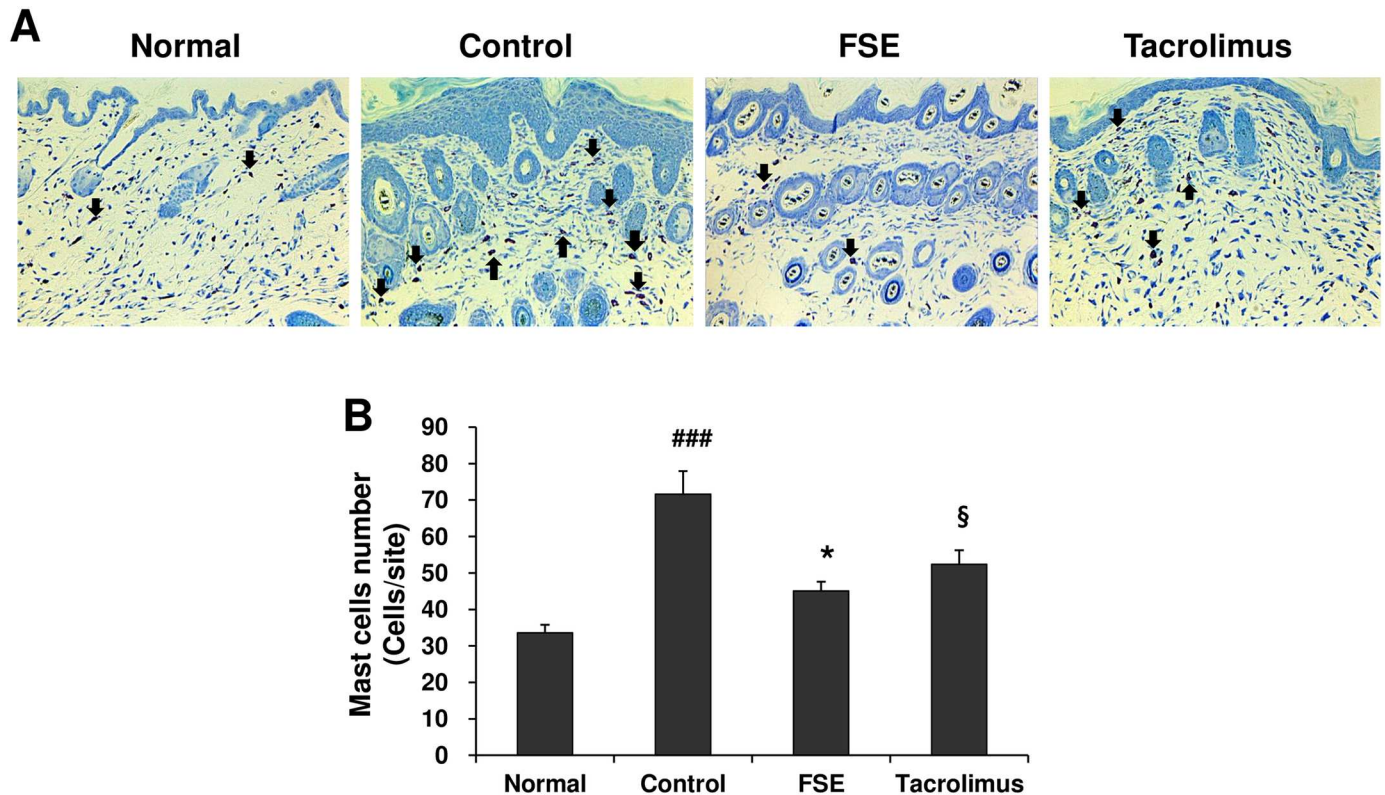 A
Normal Control FSE Tacrolimus
B
Mast cells number
(Cells/site)
90
80
70
60
50
40
30
20
10
0
###
*
§
Normal Control FSE Tacrolimus